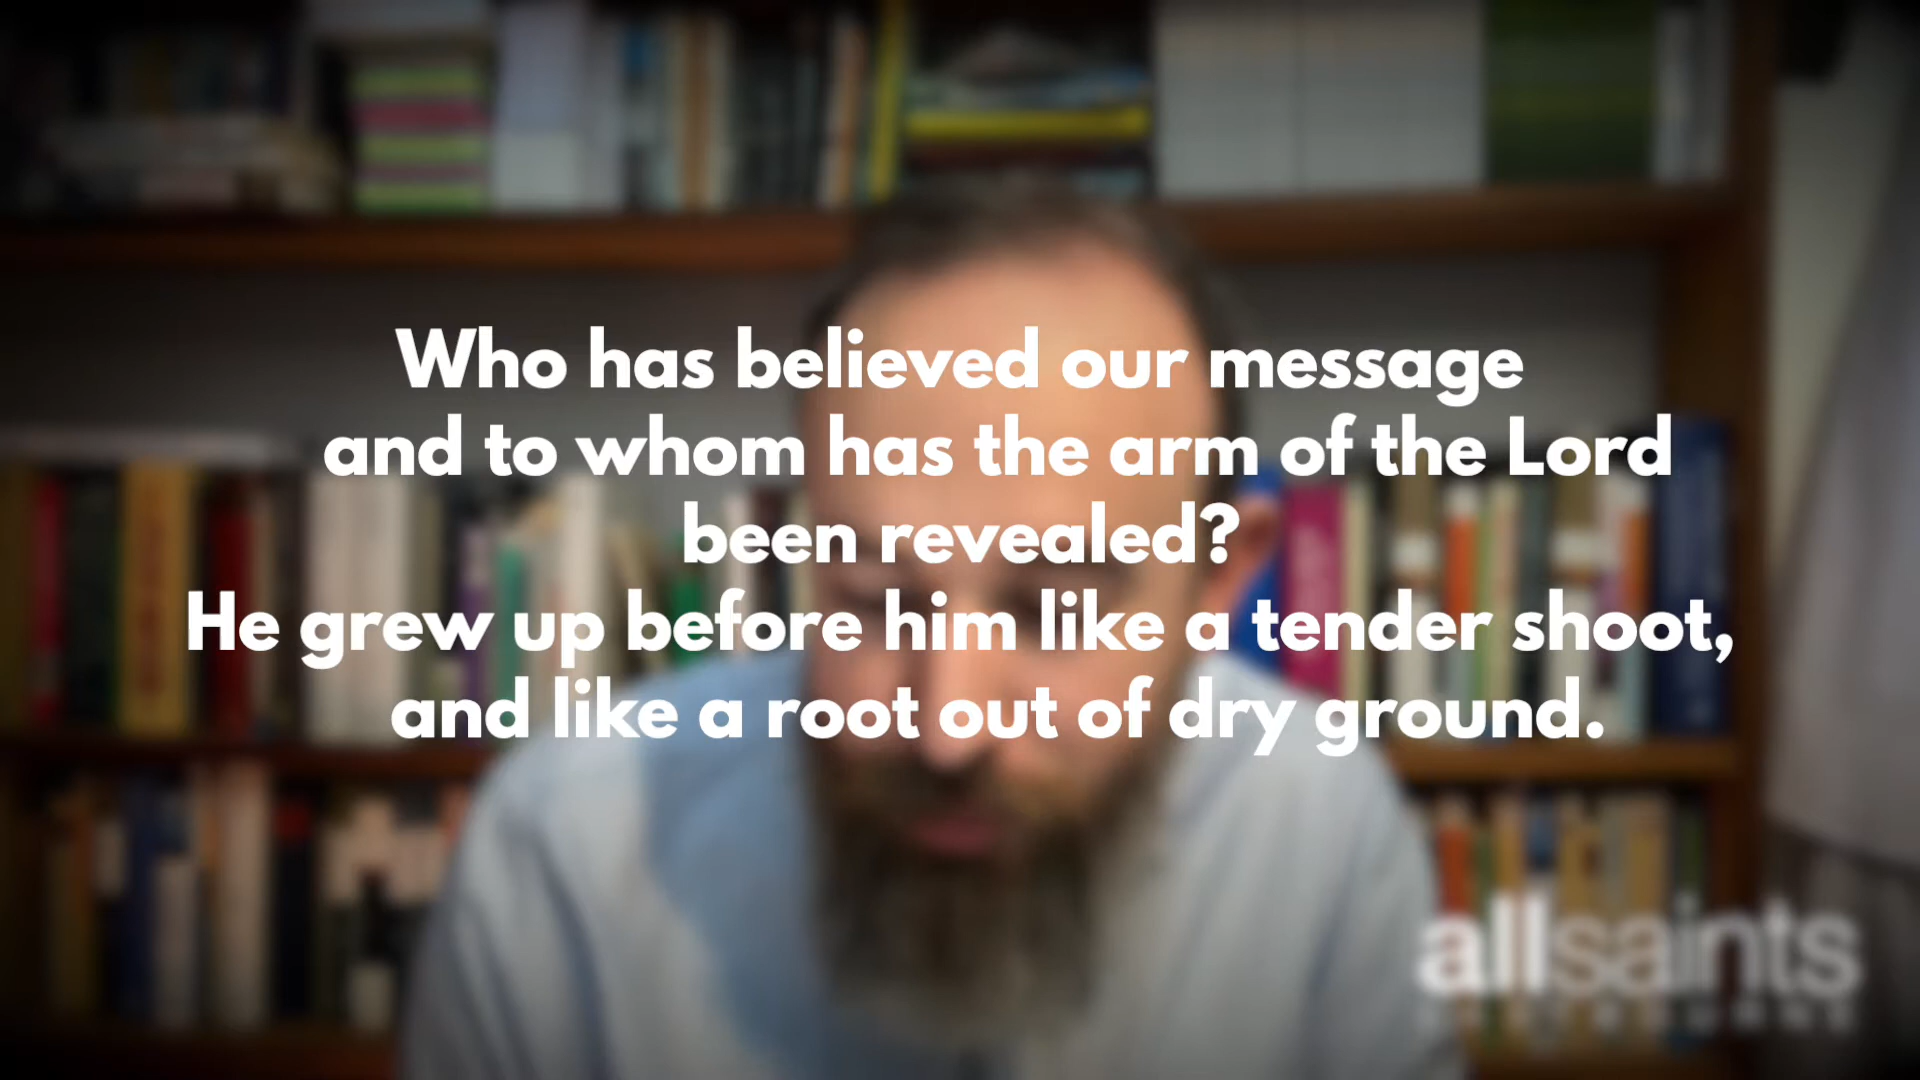 Who has believed our message
and to whom has the arm of the Lord
been revealed?
He grew up before him like a tender shoot,
and like a root out of dry ground.
allsaints